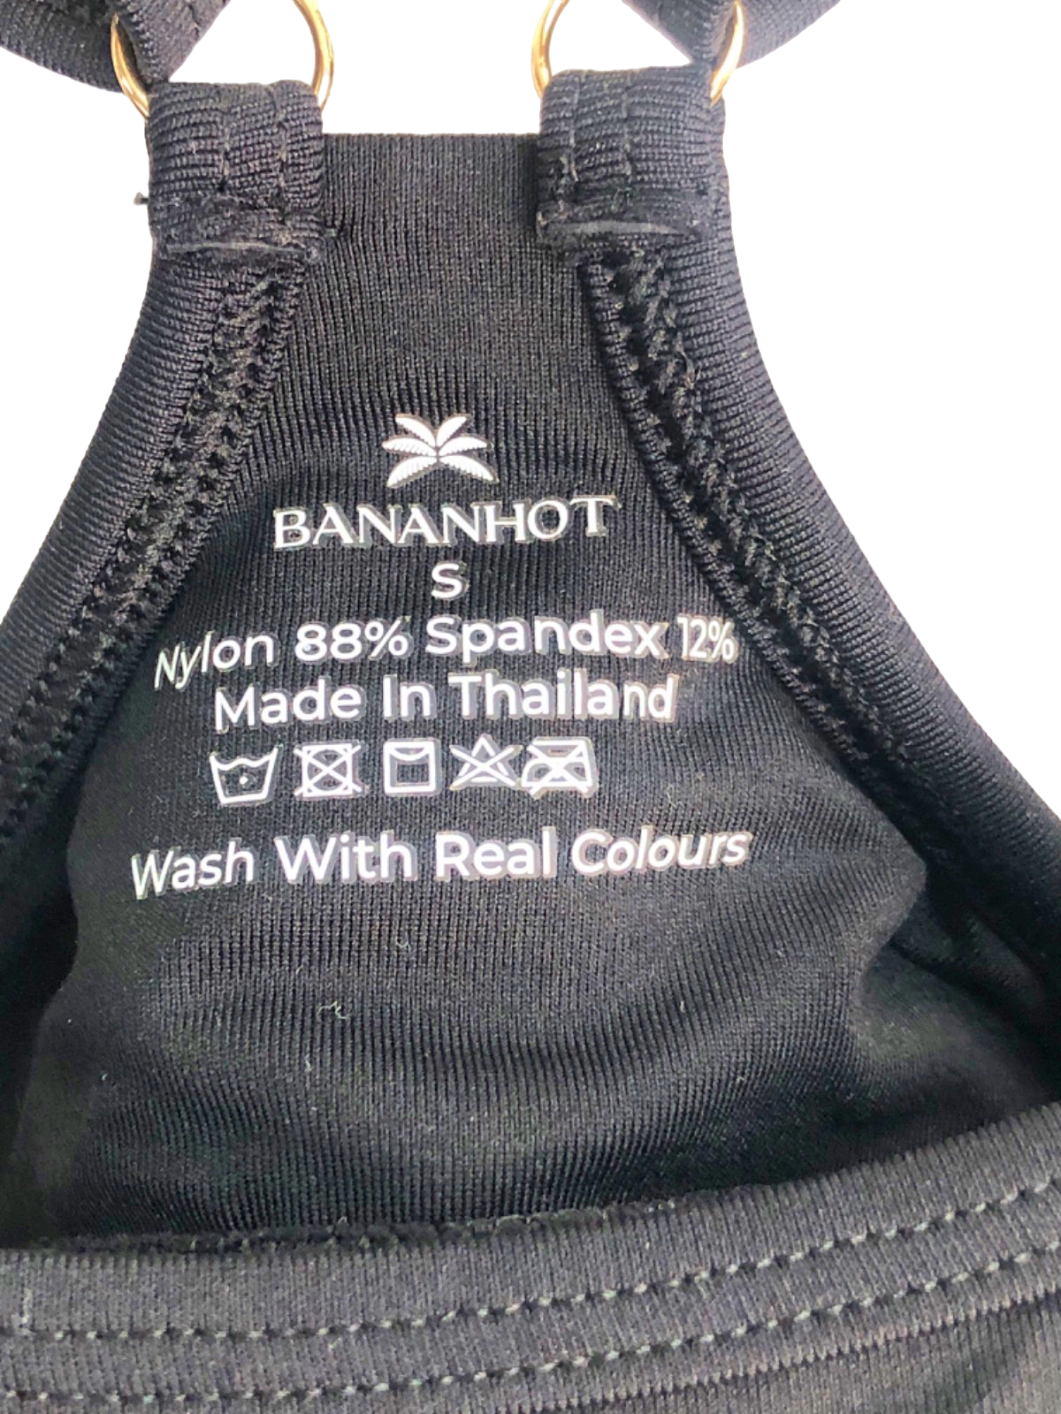 BANANHOT
S
Nylon 88% Spandex 12%
Made In Thailand
Wash With Real Colours